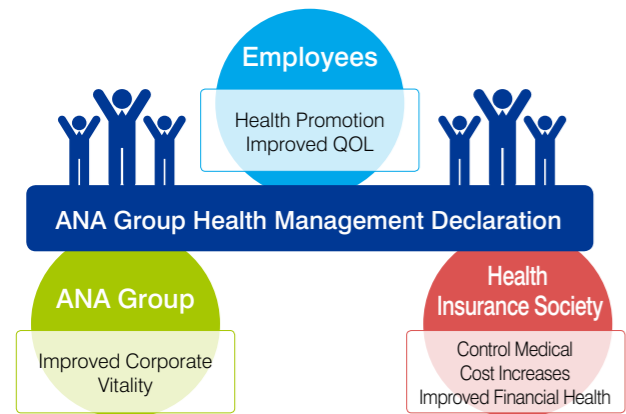 Employees
Health Promotion
Improved QOL
ANA Group Health Management Declaration
ANA Group
Improved Corporate
Vitality
Health
Insurance Society
Control Medical
Cost Increases
Improved Financial Health